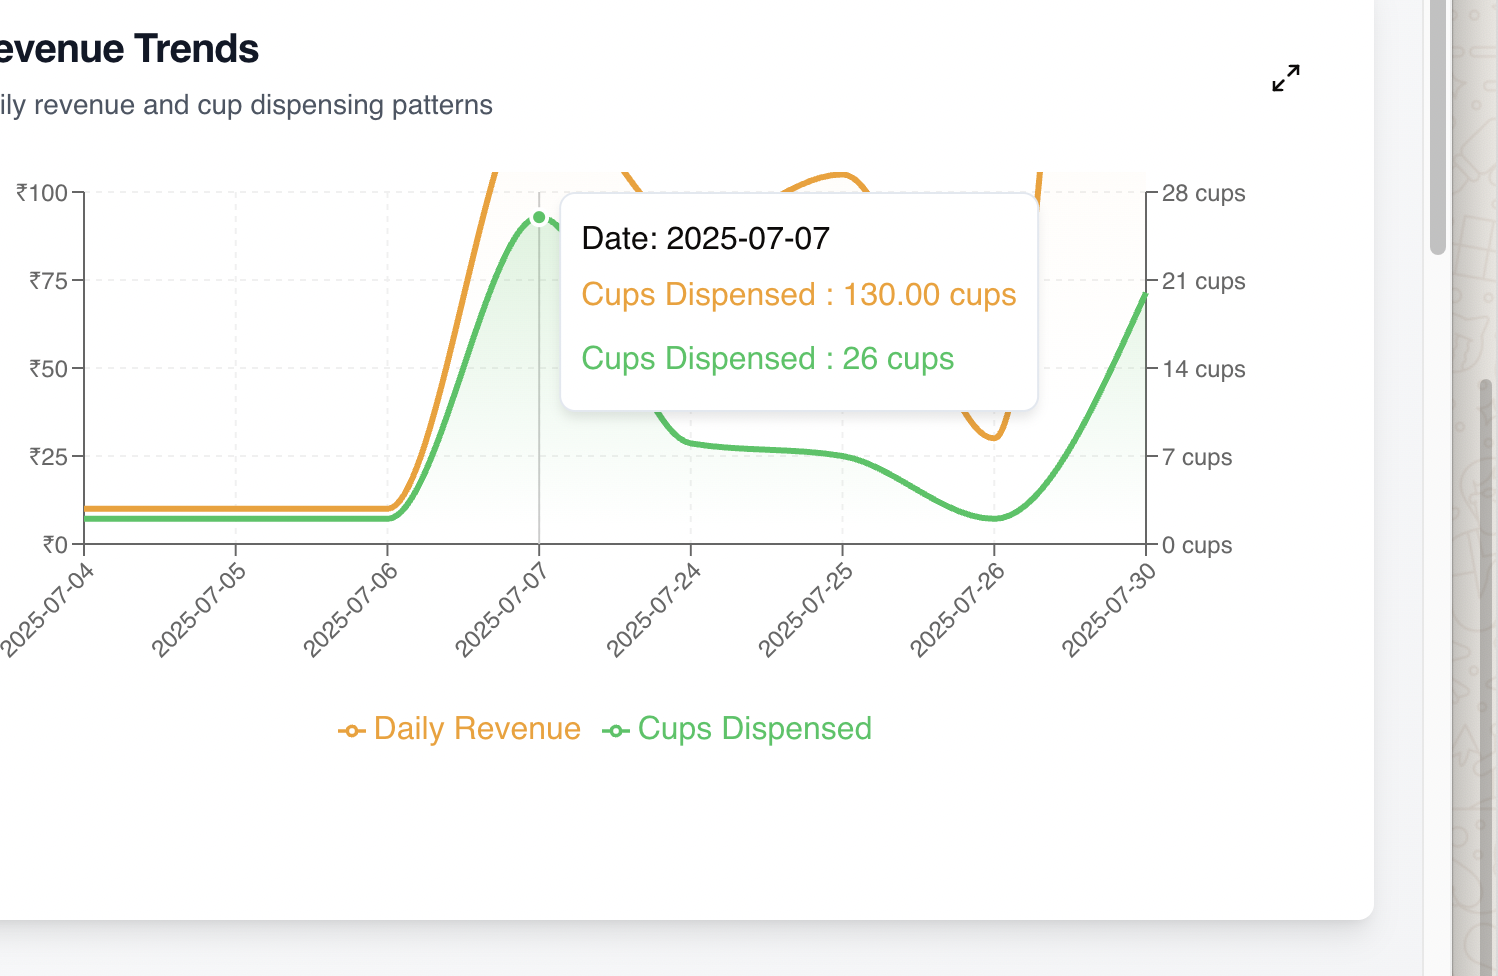 evenue Trends
ily revenue and cup dispensing patterns
₹100
₹75
₹50
₹25
₹0
28 cups
21 cups
14 cups
7 cups
0 cups
Date: 2025-07-07
Cups Dispensed : 130.00 cups
Cups Dispensed : 26 cups
2025-07-04
2025-07-05
2025-07-06
2025-07-07
2025-07-24
2025-07-25
2025-07-26
2025-07-30
Daily Revenue Cups Dispensed